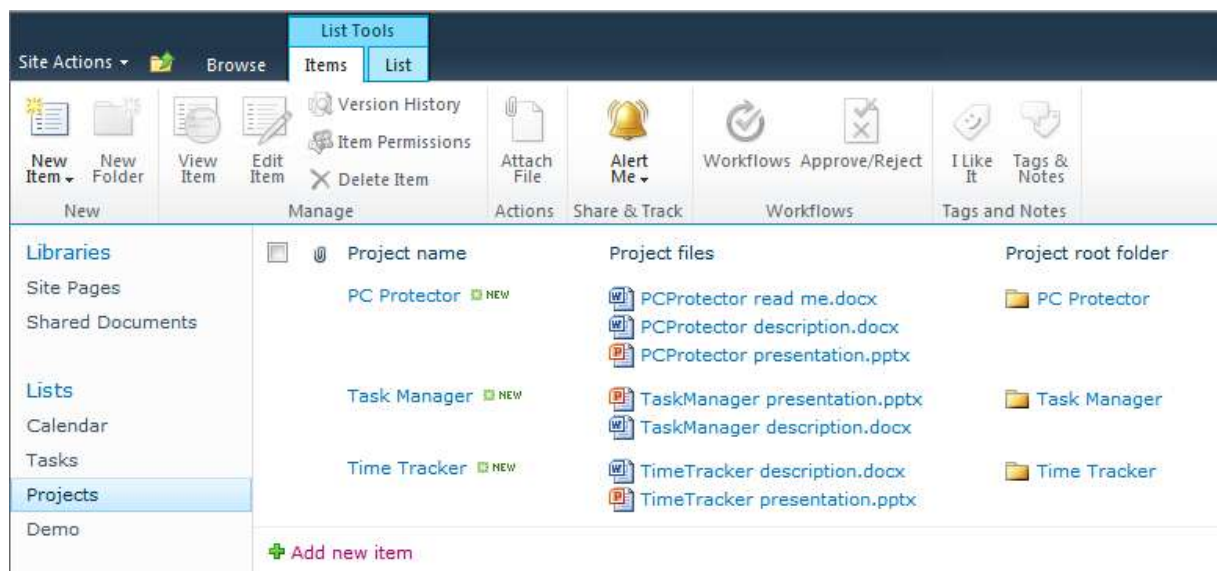 List Tools
Site Actions Browse Items List
Version History
Item Permissions
Delete Item
New Item New Folder View Item Edit Item Attach File Alert Me Workflows Approve/Reject I Like It Tags & Notes
New Manage Actions Share & Track Workflows Tags and Notes
Libraries
Site Pages
Shared Documents
Lists
Calendar
Tasks
Projects
Demo
Project name Project files Project root folder
PC Protector NEW PCProtector read me.docx PC Protector
PCProtector description.docx
PCProtector presentation.pptx
Task Manager NEW TaskManager presentation.pptx Task Manager
TaskManager description.docx
Time Tracker NEW TimeTracker description.docx Time Tracker
TimeTracker presentation.pptx
Add new item